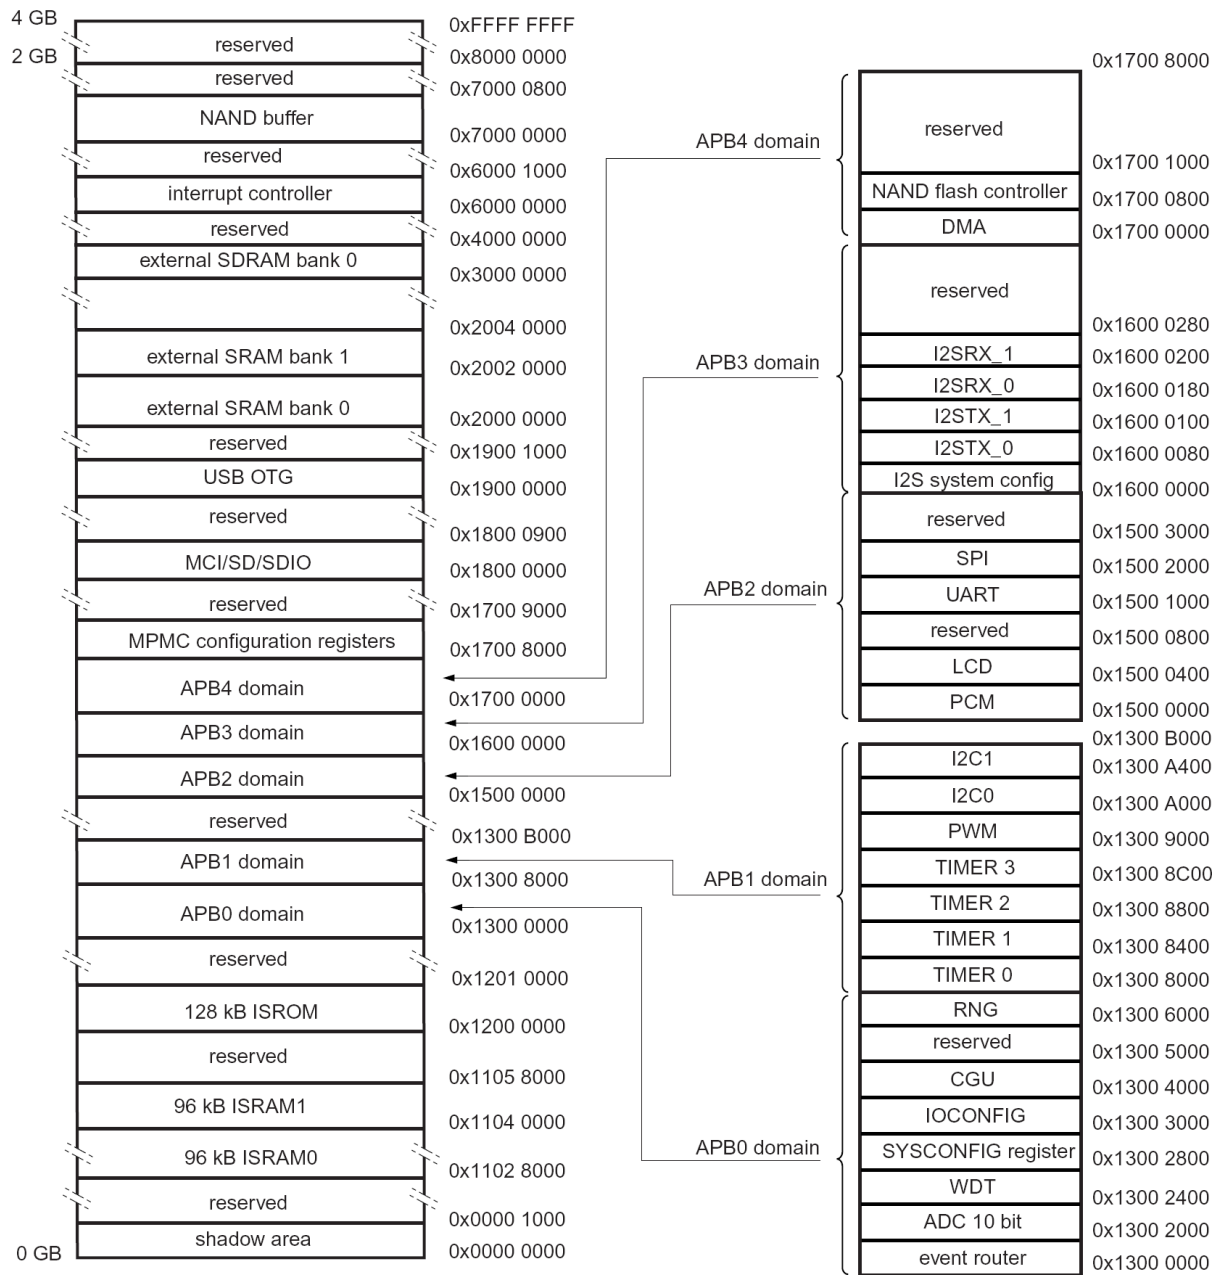 4 GB
0xFFFF FFFF
reserved
2 GB
0x8000 0000
reserved
0x7000 0800
NAND buffer
0x7000 0000
reserved
0x6000 1000
interrupt controller
0x6000 0000
reserved
0x4000 0000
external SDRAM bank 0
0x3000 0000
0x2004 0000
external SRAM bank 1
0x2002 0000
external SRAM bank 0
0x2000 0000
reserved
0x1900 1000
USB OTG
0x1900 0000
reserved
0x1800 0900
MCI/SD/SDIO
0x1800 0000
reserved
0x1700 9000
MPMC configuration registers
0x1700 8000
APB4 domain
0x1700 0000
APB3 domain
0x1600 0000
APB2 domain
0x1500 0000
reserved
0x1300 B000
APB1 domain
0x1300 8000
APB0 domain
0x1300 0000
reserved
0x1201 0000
128 kB ISROM
0x1200 0000
reserved
0x1105 8000
96 kB ISRAM1
0x1104 0000
96 kB ISRAM0
0x1102 8000
reserved
0x0000 1000
shadow area
0 GB
0x0000 0000
APB4 domain
0x1700 8000
reserved
0x1700 1000
NAND flash controller
0x1700 0800
DMA
0x1700 0000
APB3 domain
reserved
0x1600 0280
I2SRX_1
0x1600 0200
I2SRX_0
0x1600 0180
I2STX_1
0x1600 0100
I2STX_0
0x1600 0080
I2S system config
0x1600 0000
APB2 domain
reserved
0x1500 3000
SPI
0x1500 2000
UART
0x1500 1000
reserved
0x1500 0800
LCD
0x1500 0400
PCM
0x1500 0000
APB1 domain
0x1300 B000
I2C1
0x1300 A400
I2C0
0x1300 A000
PWM
0x1300 9000
TIMER 3
0x1300 8C00
TIMER 2
0x1300 8800
TIMER 1
0x1300 8400
TIMER 0
0x1300 8000
APB0 domain
RNG
0x1300 6000
reserved
0x1300 5000
CGU
0x1300 4000
IOCONFIG
0x1300 3000
SYSCONFIG register
0x1300 2800
WDT
0x1300 2400
ADC 10 bit
0x1300 2000
event router
0x1300 0000